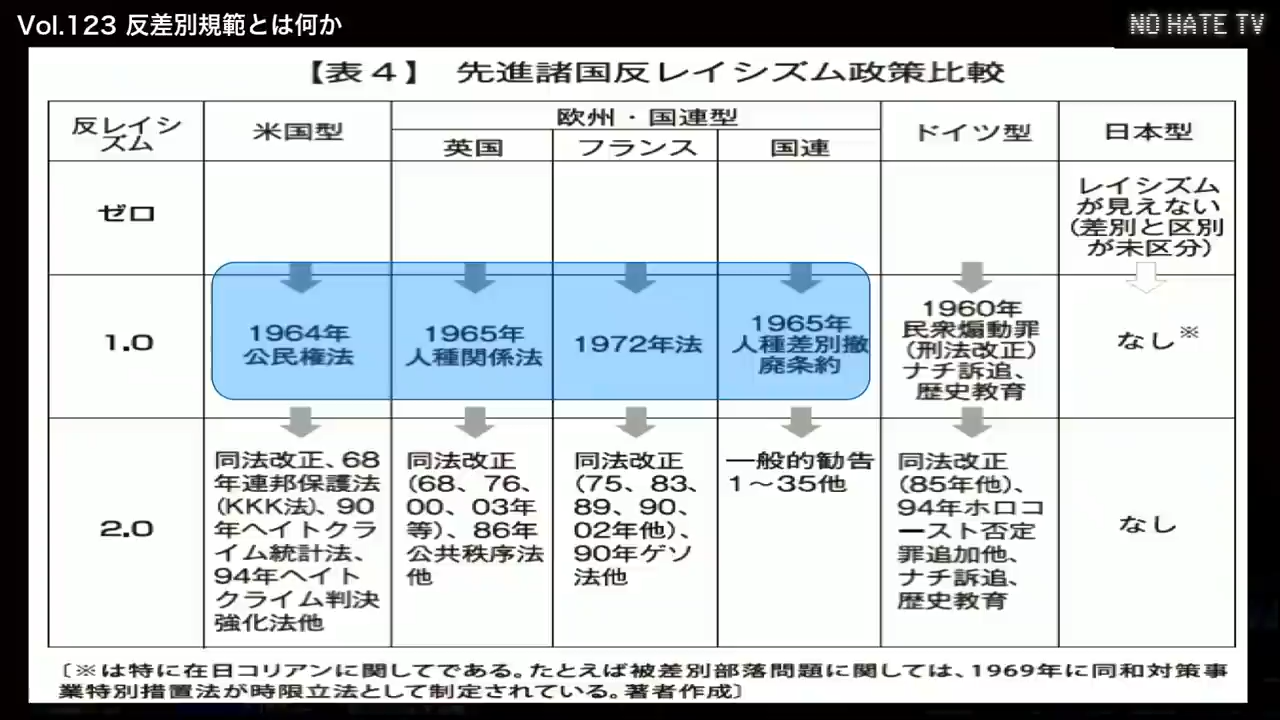 Vol.123 反差別規範とは何か
NO HATE TV
【表4】 先進諸国反レイシズム政策比較
反レイシ
ズム
米国型
欧州・国連型
英国
フランス
国連
ドイツ型
日本型
ゼロ
レイシズム
が見えない
(差別と区別
が未区分)
1.0
1964年
公民権法
1965年
人種関係法
1972年法
1965年
人種差別撤
廃条約
1960年
民衆煽動罪
(刑法改正)
ナチ訴追、
歴史教育
なし※
2.0
同法改正、68
年連邦保護法
(KKK法)、90
年ヘイトクラ
イム統計法、
94年ヘイト
クライム判決
強化法他
同法改正
(68、76、
00、03年
等)、86年
公共秩序法
他
同法改正
(75、83、
89、90、
02年他)、
90年ゲソ
法他
一般的勧告
1〜35他
同法改正
(85年他)、
94年ホロコ
ースト否定
罪追加他、
ナチ訴追、
歴史教育
なし
〔※は特に在日コリアンに関してである。たとえば被差別部落問題に関しては、1969年に同和対策事
業特別措置法が時限立法として制定されている。著者作成〕